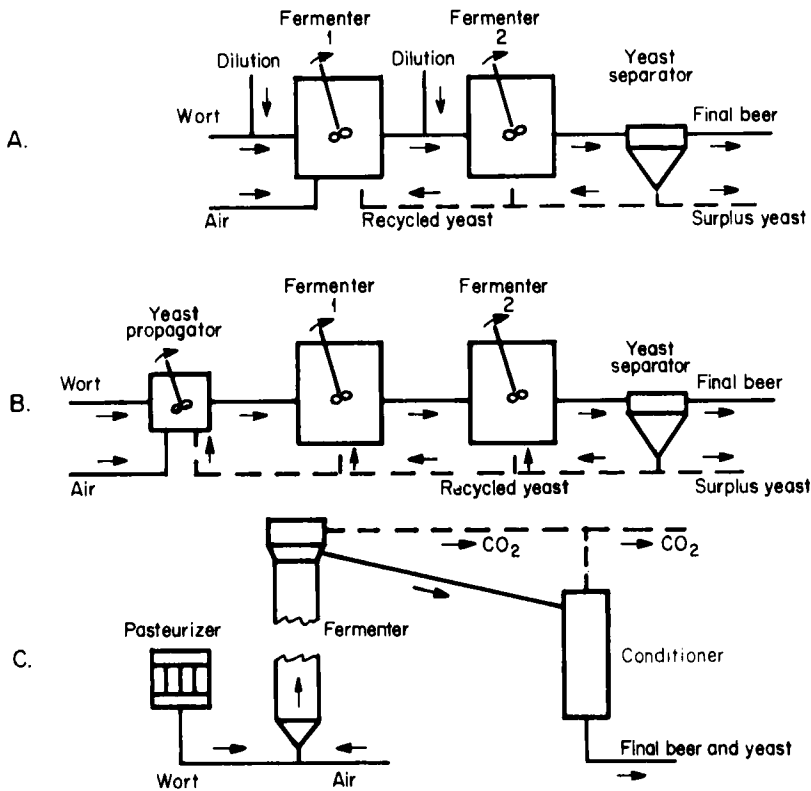 A.
Fermenter
1
Fermenter
2
Dilution
Dilution
Yeast
separator
Wort
Final beer
Air
Recycled yeast
Surplus yeast
B.
Yeast
propagator
Fermenter
1
Fermenter
2
Yeast
separator
Wort
Final beer
Air
Recycled yeast
Surplus yeast
C.
CO2
CO2
Pasteurizer
Fermenter
Conditioner
Wort
Air
Final beer and yeast